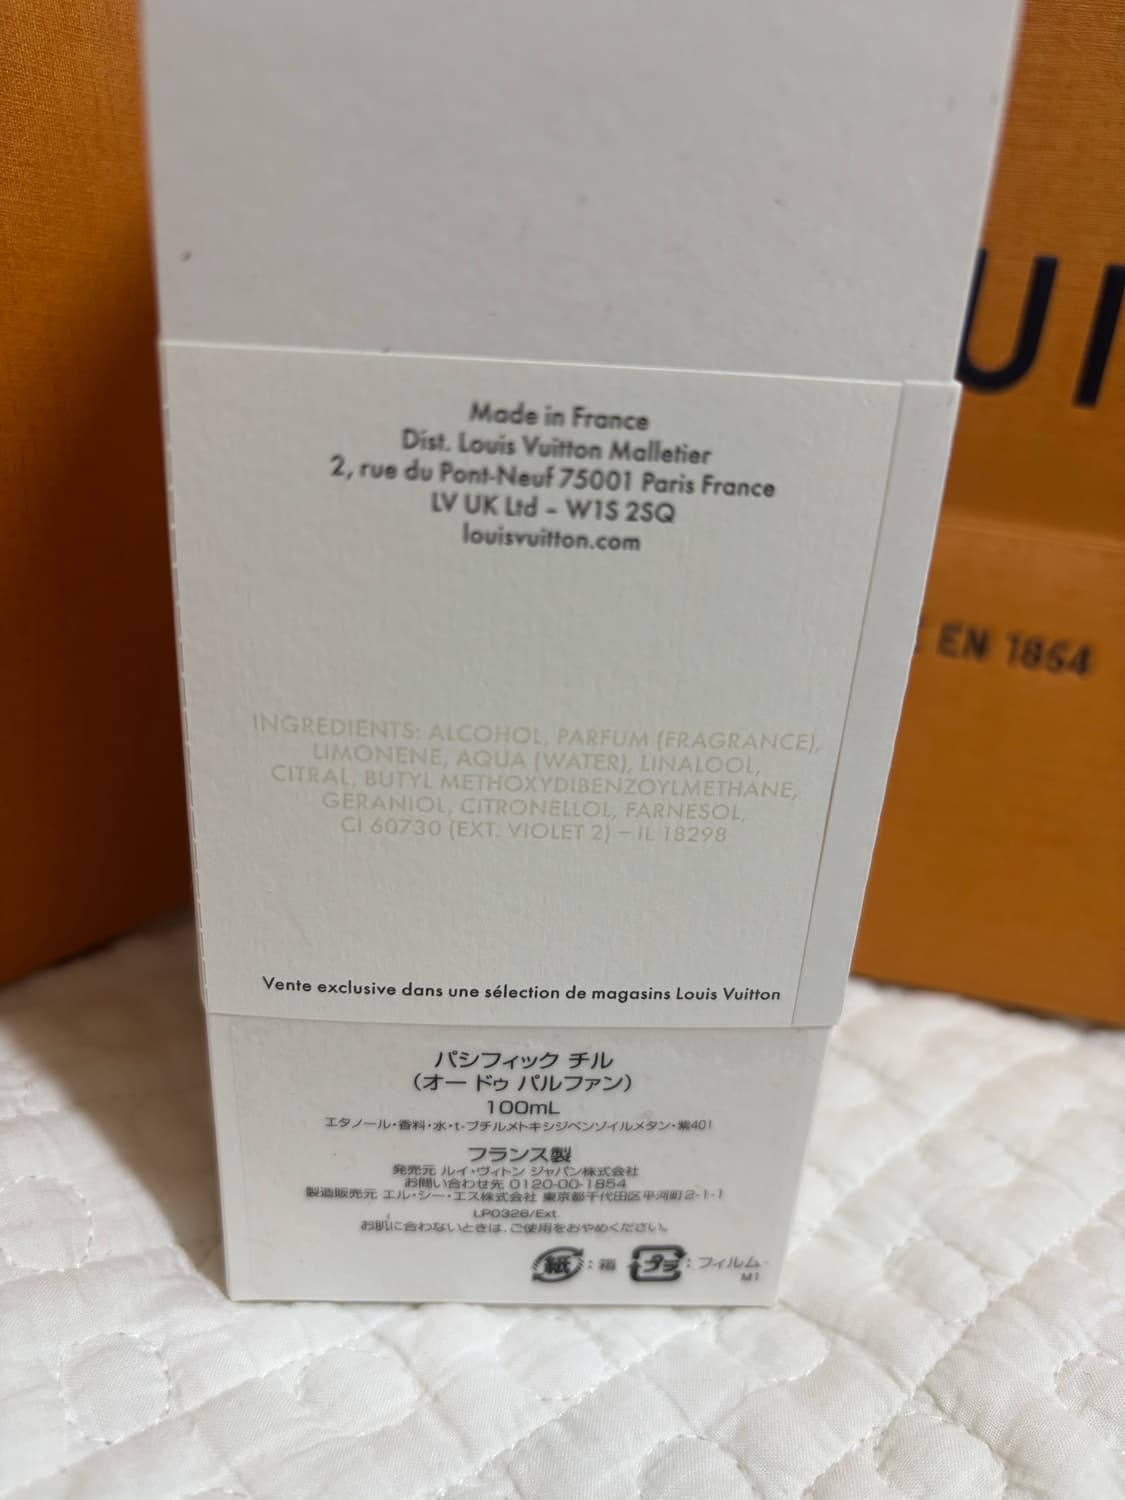 Made in France
Dist. Louis Vuitton Malletier
2, rue du Pont-Neuf 75001 Paris France
LV UK Ltd – W1S 2SQ
louisvuitton.com
INGREDIENTS: ALCOHOL, PARFUM (FRAGRANCE),
LIMONENE, AQUA (WATER), LINALOOL,
CITRAL, BUTYL METHOXYDIBENZOYLMETHANE,
GERANIOL, CITRONELLOL, FARNESOL,
CI 60730 (EXT. VIOLET 2) – IL 18298
Vente exclusive dans une sélection de magasins Louis Vuitton
パシフィック チル
（オー ドゥ パルファン）
100mL
エタノール・香料・水・t-ブチルメトキシジベンゾイルメタン・紫401
フランス製
発売元 ルイ・ヴィトン ジャパン株式会社
お問い合わせ先 0120-00-1854
製造販売元 エル・シー・エス株式会社 東京都千代田区平河町2-1-1
LP0326/Ext.
お肌に合わないときは、ご使用をおやめください。
紙：箱 プラ：フィルム
M1
UI
E EN 1854